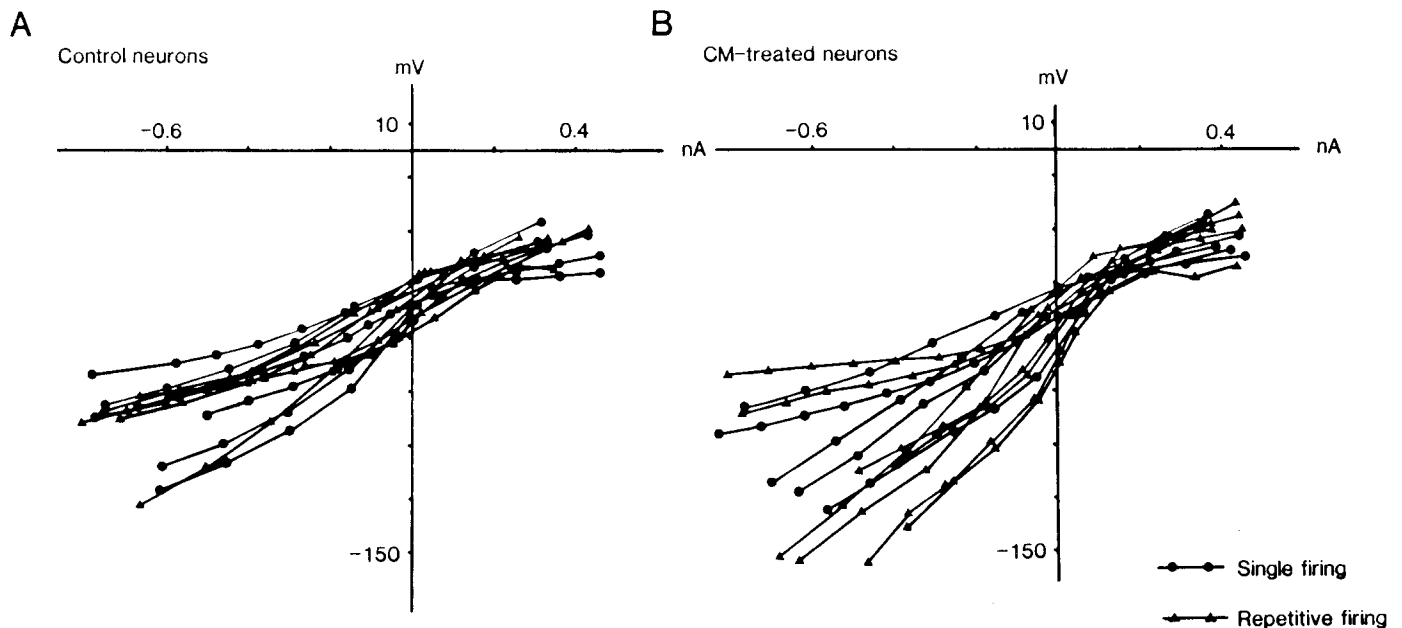 A
Control neurons
mV
10
-0.6
0.4
nA
-150
B
CM-treated neurons
mV
10
-0.6
0.4
nA
-150
Single firing
Repetitive firing